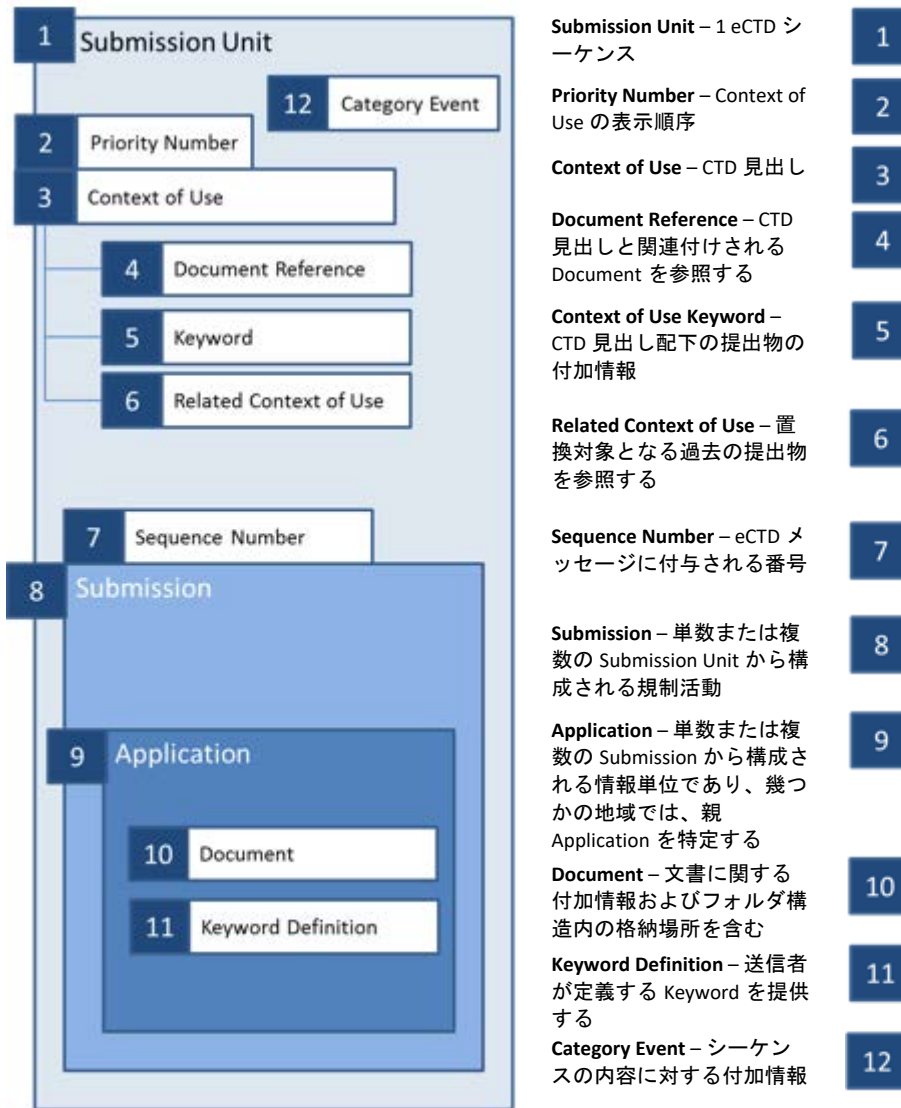 1 Submission Unit
12 Category Event
2 Priority Number
3 Context of Use
4 Document Reference
5 Keyword
6 Related Context of Use
7 Sequence Number
8 Submission
9 Application
10 Document
11 Keyword Definition
Submission Unit – 1 eCTD シ
ーケンス
1
Priority Number – Context of
Use の表示順序
2
Context of Use – CTD 見出し
3
Document Reference – CTD
見出しと関連付けされる
Document を参照する
4
Context of Use Keyword –
CTD 見出し配下の提出物の
付加情報
5
Related Context of Use – 置
換対象となる過去の提出物
を参照する
6
Sequence Number – eCTD メ
ッセージに付与される番号
7
Submission – 単数または複
数の Submission Unit から構
成される規制活動
8
Application – 単数または複
数の Submission から構成さ
れる情報単位であり、幾つ
かの地域では、親
Application を特定する
9
Document – 文書に関する
付加情報およびフォルダ構
造内の格納場所を含む
10
Keyword Definition – 送信者
が定義する Keyword を提供
する
11
Category Event – シーケン
スの内容に対する付加情報
12